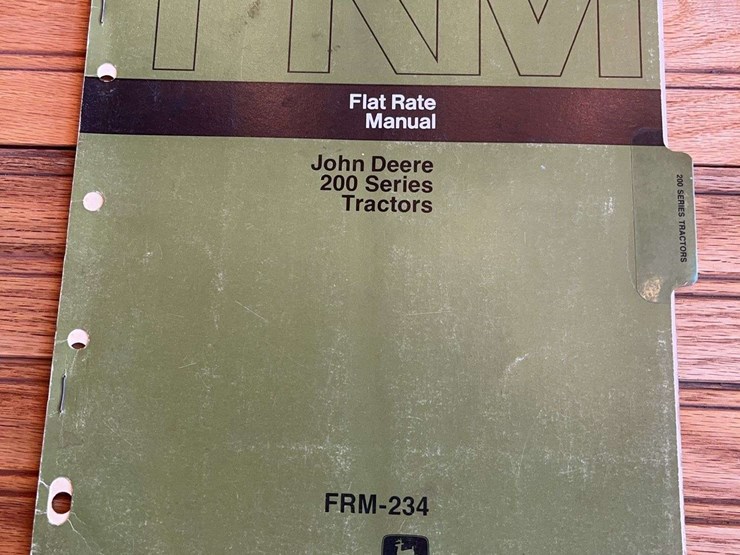 FRM
Flat Rate
Manual
John Deere
200 Series
Tractors
200 SERIES TRACTORS
FRM-234